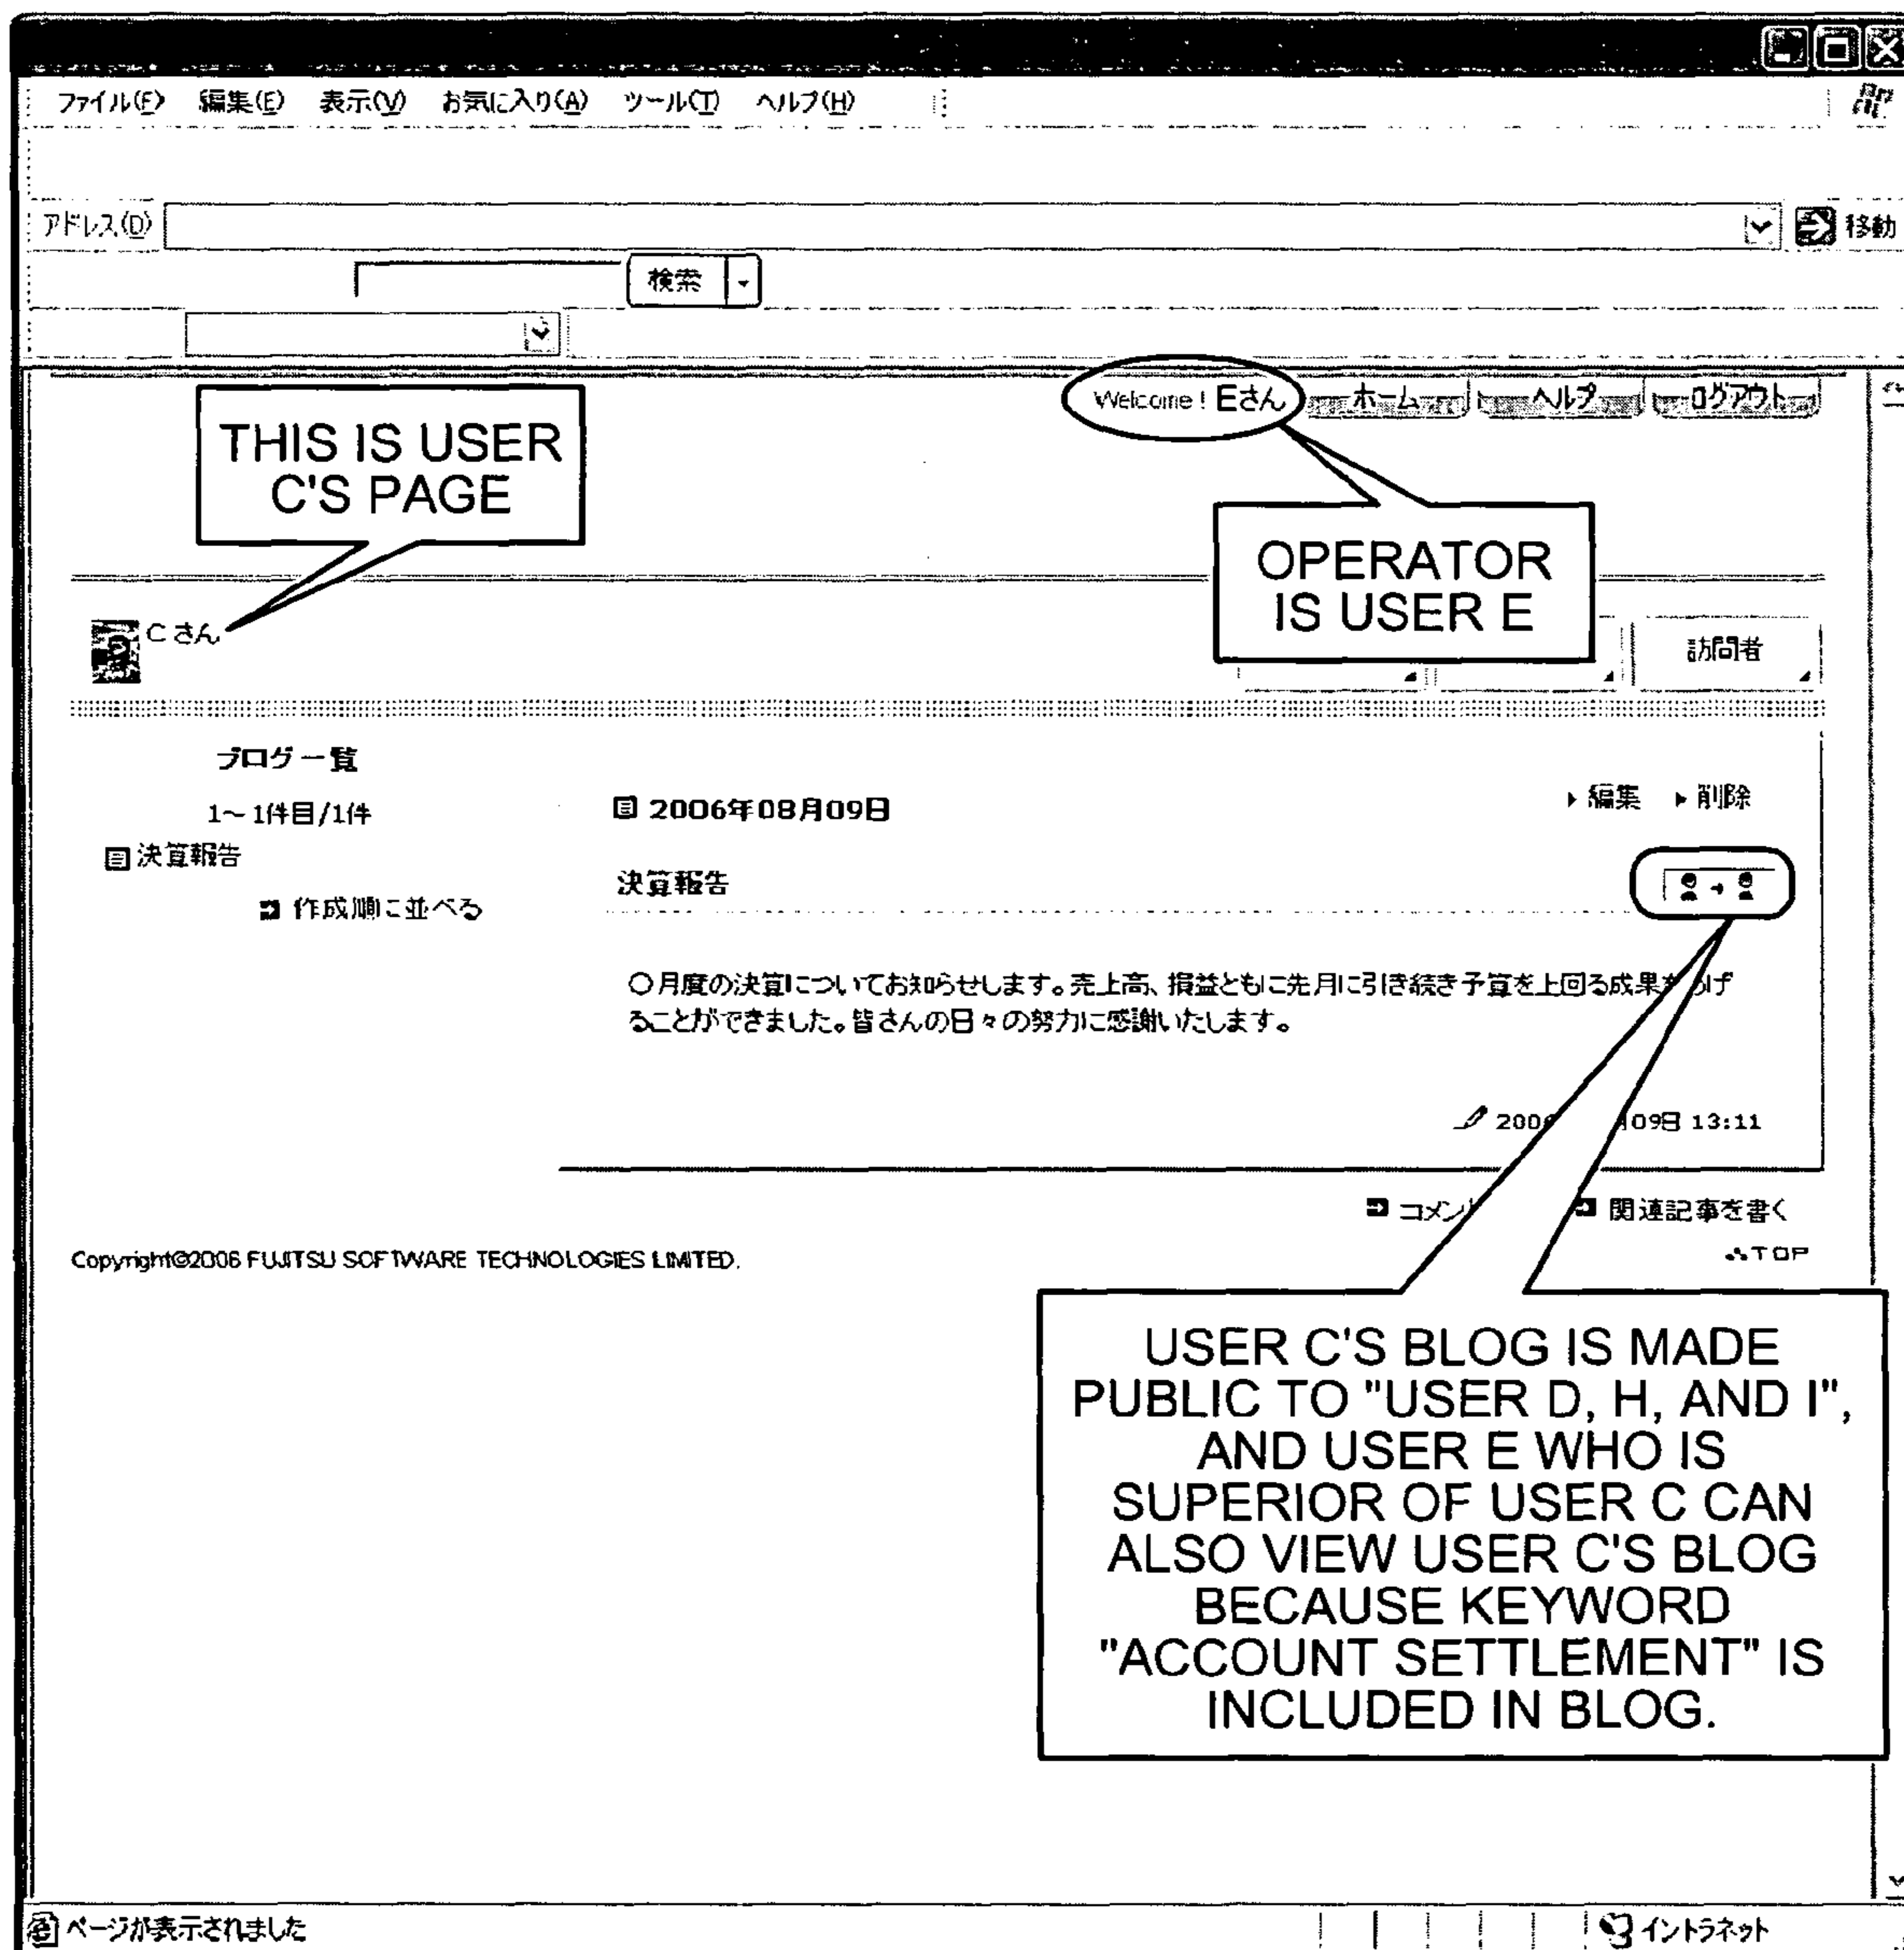 ファイル(F) 編集(E) 表示(V) お気に入り(A) ツール(T) ヘルプ(H)
アドレス(D) 移動
検索
Welcome ! Eさん ホーム ヘルプ ログアウト
THIS IS USER
C'S PAGE
OPERATOR
IS USER E
Cさん
訪問者
ブログ一覧
1～1件目/1件
決算報告
作成順に並べる
2006年08月09日
編集 削除
決算報告
○月度の決算についてお知らせします。売上高、損益ともに先月に引き続き予算を上回る成果を げ
ることができました。皆さんの日々の努力に感謝いたします。
200 09日 13:11
コメント 関連記事を書く
TOP
Copyright©2006 FUJITSU SOFTWARE TECHNOLOGIES LIMITED.
USER C'S BLOG IS MADE
PUBLIC TO "USER D, H, AND I",
AND USER E WHO IS
SUPERIOR OF USER C CAN
ALSO VIEW USER C'S BLOG
BECAUSE KEYWORD
"ACCOUNT SETTLEMENT" IS
INCLUDED IN BLOG.
ページが表示されました
イントラネット